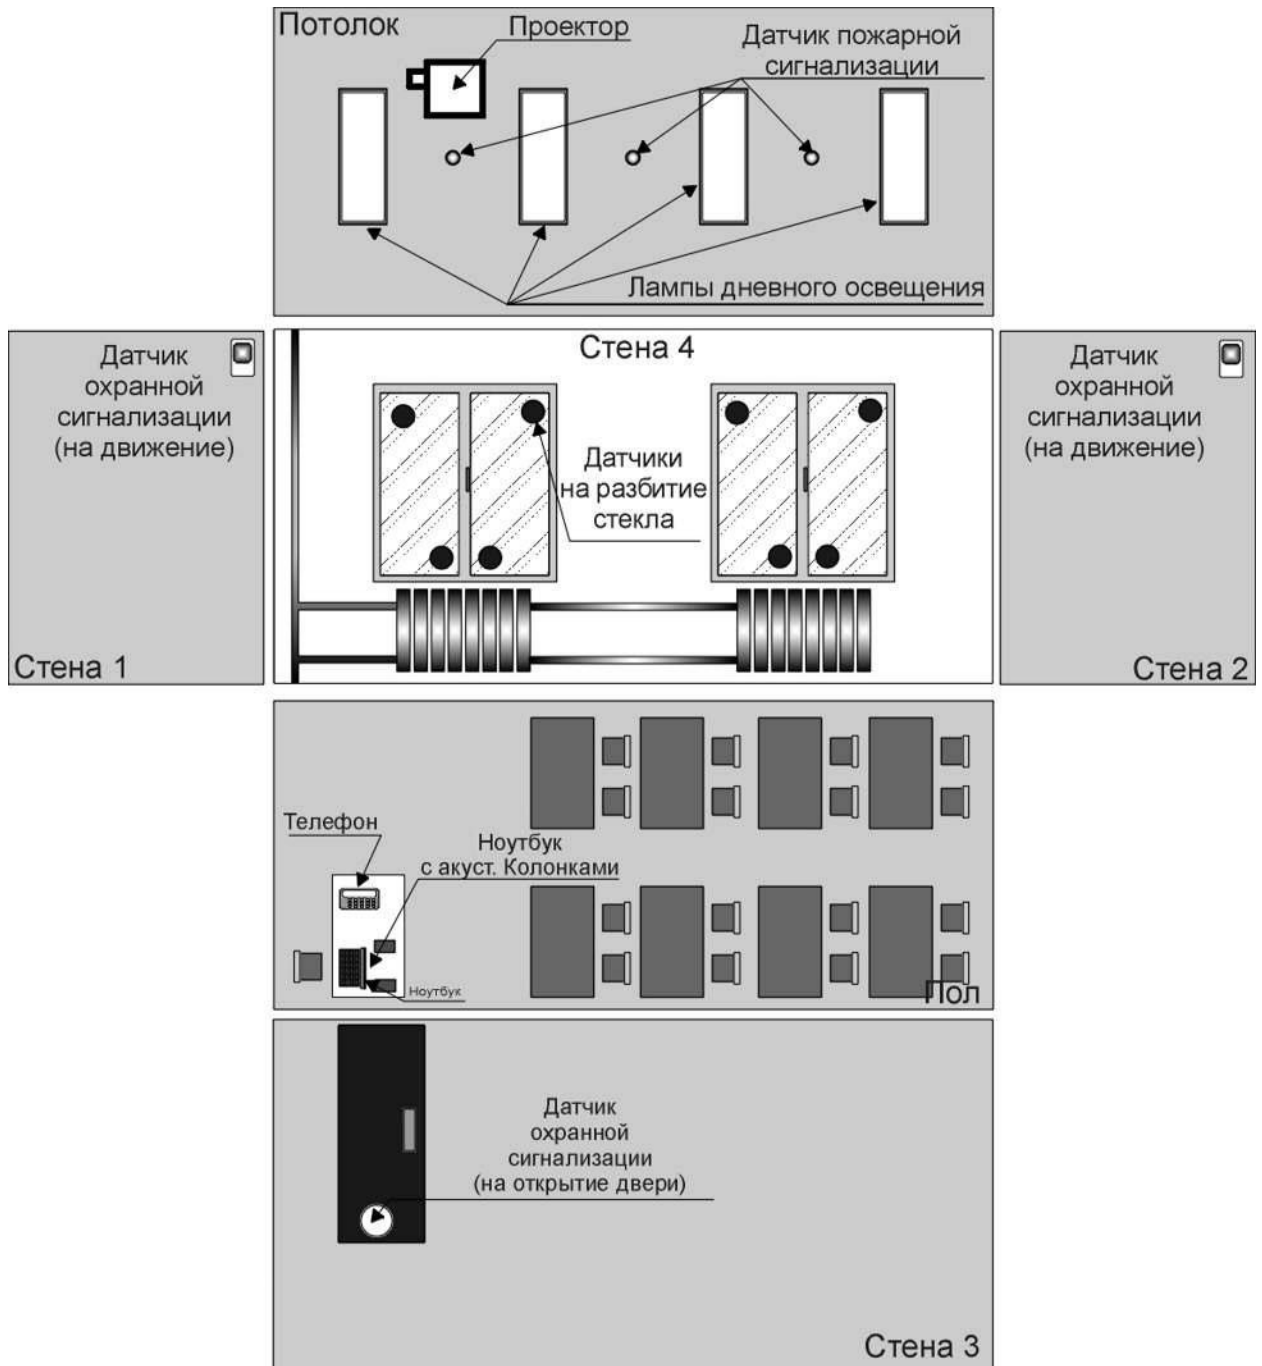 Потолок
Проектор
Датчик пожарной
сигнализации
Лампы дневного освещения
Датчик
охранной
сигнализации
(на движение)
Стена 1
Стена 4
Датчики
на разбитие
стекла
Датчик
охранной
сигнализации
(на движение)
Стена 2
Телефон
Ноутбук
с акуст. Колонками
Ноутбук
Пол
Датчик
охранной
сигнализации
(на открытие двери)
Стена 3